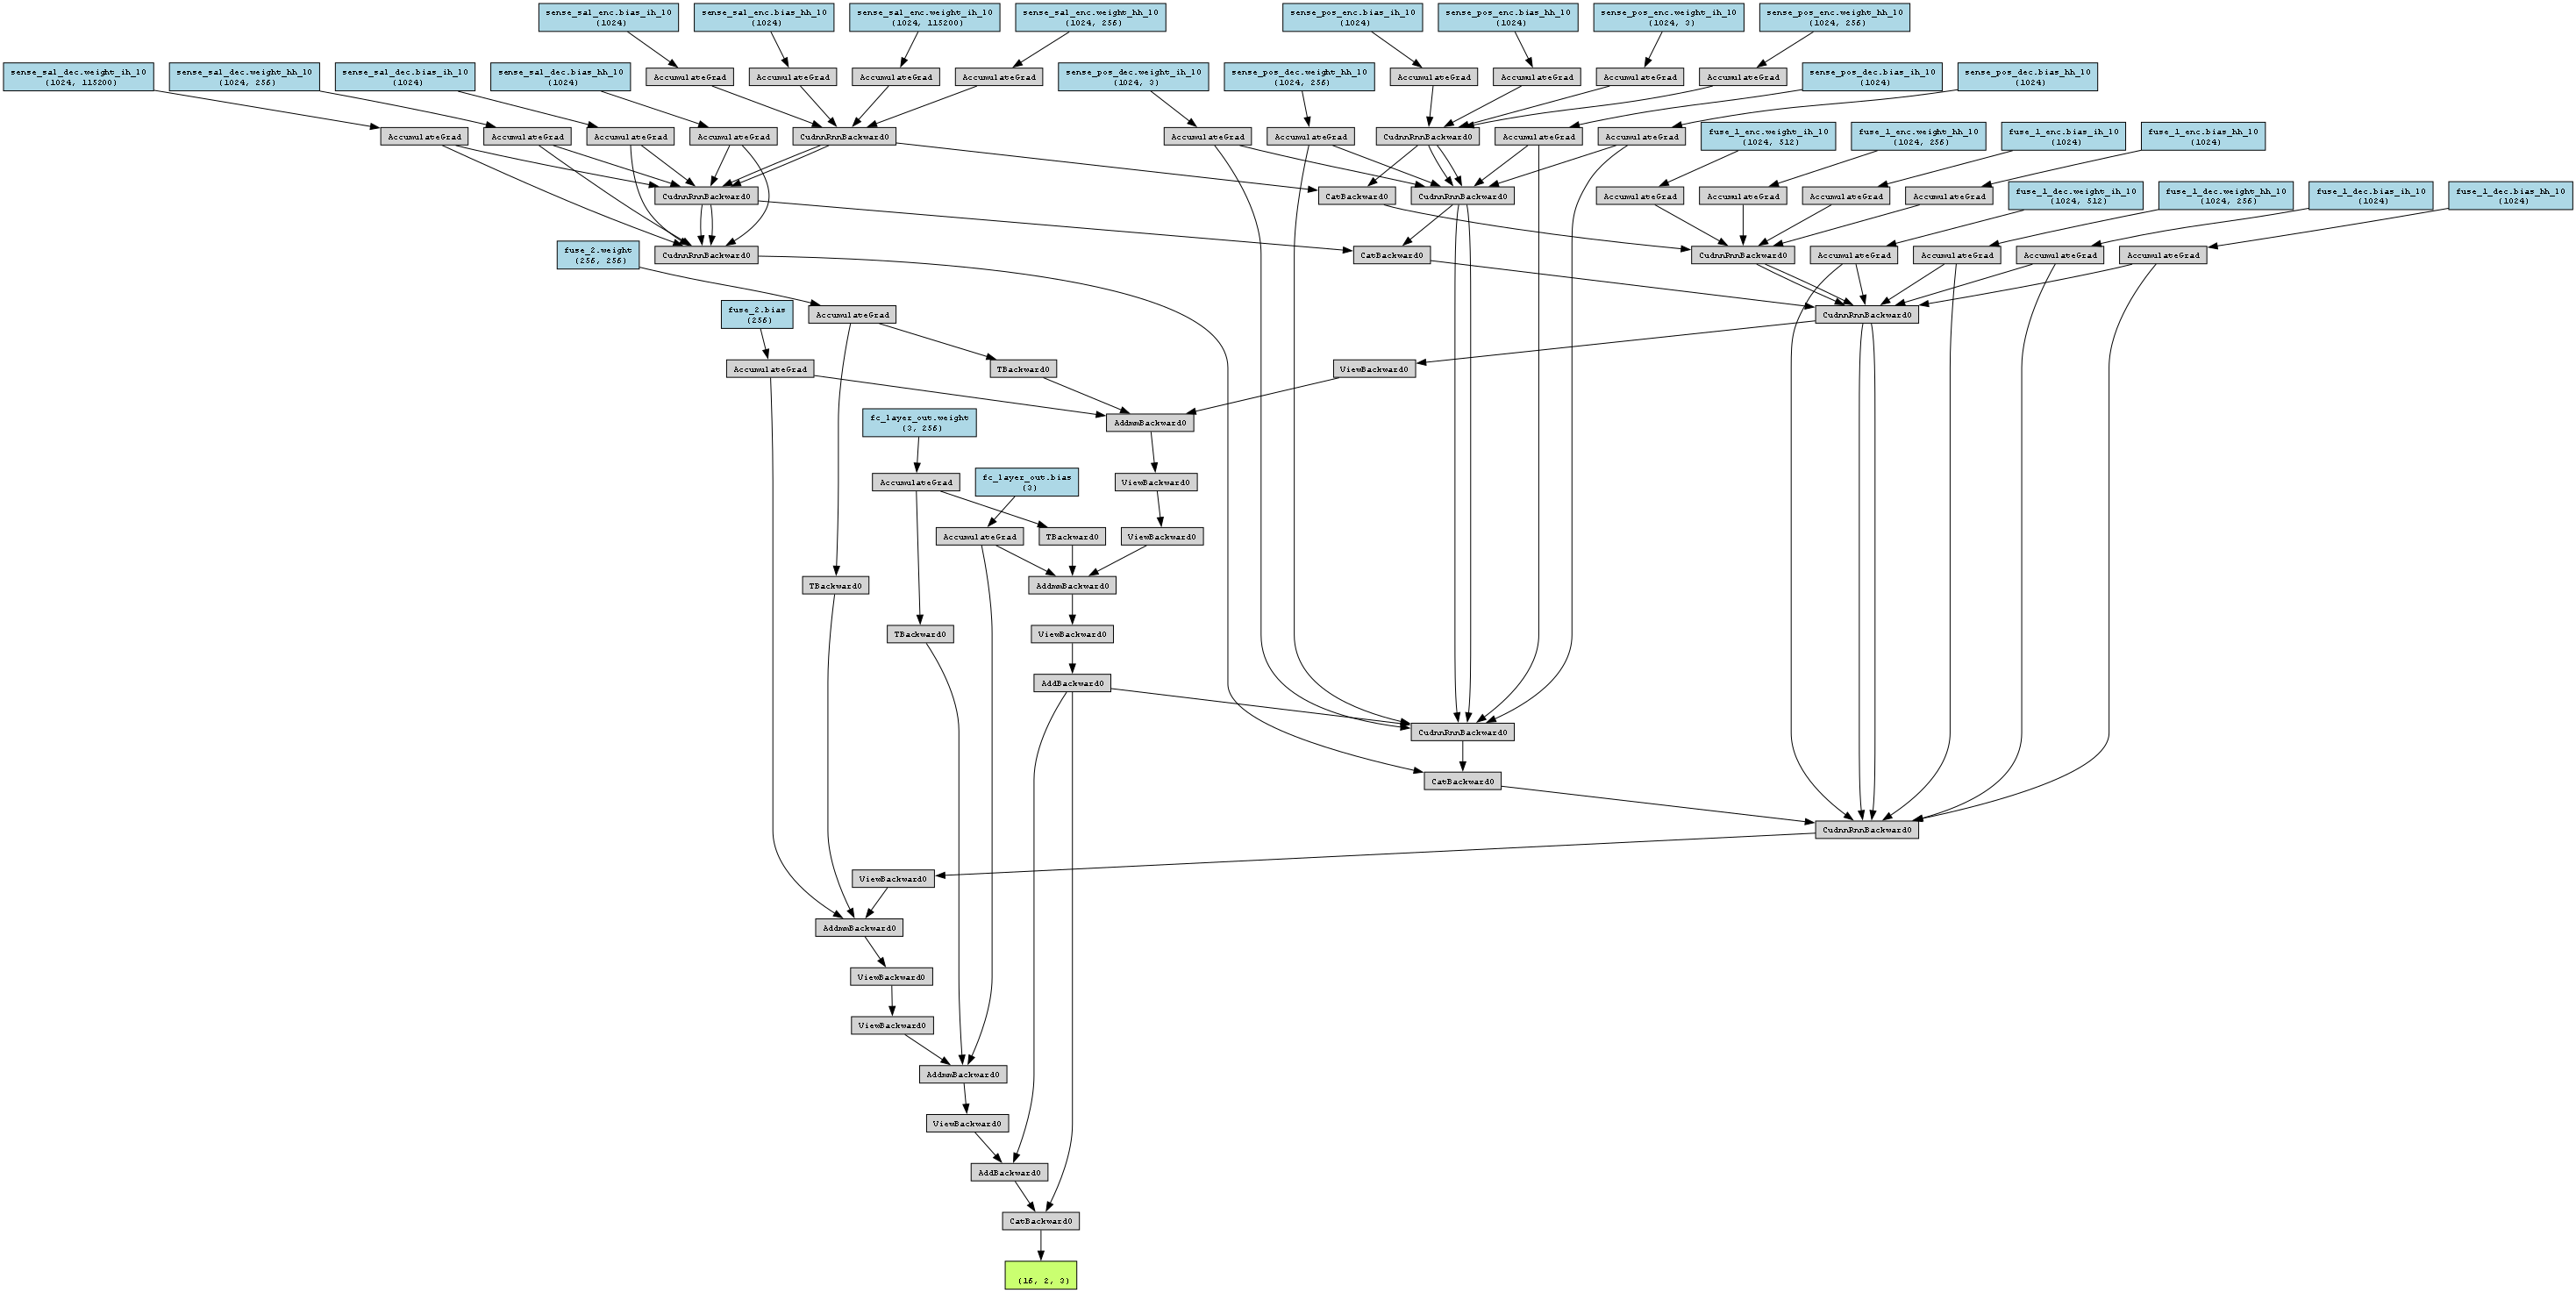 sense_sal_enc.bias_ih_l0
(1024)
sense_sal_enc.bias_hh_l0
(1024)
sense_sal_enc.weight_ih_l0
(1024, 115200)
sense_sal_enc.weight_hh_l0
(1024, 256)
sense_pos_enc.bias_ih_l0
(1024)
sense_pos_enc.bias_hh_l0
(1024)
sense_pos_enc.weight_ih_l0
(1024, 3)
sense_pos_enc.weight_hh_l0
(1024, 256)
sense_sal_dec.weight_ih_l0
(1024, 115200)
sense_sal_dec.weight_hh_l0
(1024, 256)
sense_sal_dec.bias_ih_l0
(1024)
sense_sal_dec.bias_hh_l0
(1024)
AccumulateGrad
AccumulateGrad
AccumulateGrad
AccumulateGrad
sense_pos_dec.weight_ih_l0
(1024, 3)
sense_pos_dec.weight_hh_l0
(1024, 256)
AccumulateGrad
AccumulateGrad
AccumulateGrad
AccumulateGrad
sense_pos_dec.bias_ih_l0
(1024)
sense_pos_dec.bias_hh_l0
(1024)
AccumulateGrad
AccumulateGrad
AccumulateGrad
AccumulateGrad
CudnnRnnBackward0
AccumulateGrad
AccumulateGrad
CudnnRnnBackward0
AccumulateGrad
AccumulateGrad
fuse_1_enc.weight_ih_l0
(1024, 512)
fuse_1_enc.weight_hh_l0
(1024, 256)
fuse_1_enc.bias_ih_l0
(1024)
fuse_1_enc.bias_hh_l0
(1024)
CudnnRnnBackward0
CatBackward0
CudnnRnnBackward0
AccumulateGrad
AccumulateGrad
AccumulateGrad
AccumulateGrad
fuse_1_dec.weight_ih_l0
(1024, 512)
fuse_1_dec.weight_hh_l0
(1024, 256)
fuse_1_dec.bias_ih_l0
(1024)
fuse_1_dec.bias_hh_l0
(1024)
fuse_2.weight
(256, 256)
CudnnRnnBackward0
CatBackward0
CudnnRnnBackward0
AccumulateGrad
AccumulateGrad
AccumulateGrad
AccumulateGrad
fuse_2.bias
(256)
AccumulateGrad
CudnnRnnBackward0
AccumulateGrad
TBackward0
ViewBackward0
fc_layer_out.weight
(3, 256)
AddmmBackward0
AccumulateGrad
fc_layer_out.bias
(3)
ViewBackward0
AccumulateGrad
TBackward0
ViewBackward0
TBackward0
AddmmBackward0
TBackward0
ViewBackward0
AddBackward0
CudnnRnnBackward0
CatBackward0
CudnnRnnBackward0
ViewBackward0
AddmmBackward0
ViewBackward0
ViewBackward0
AddmmBackward0
ViewBackward0
AddBackward0
CatBackward0
(16, 2, 3)